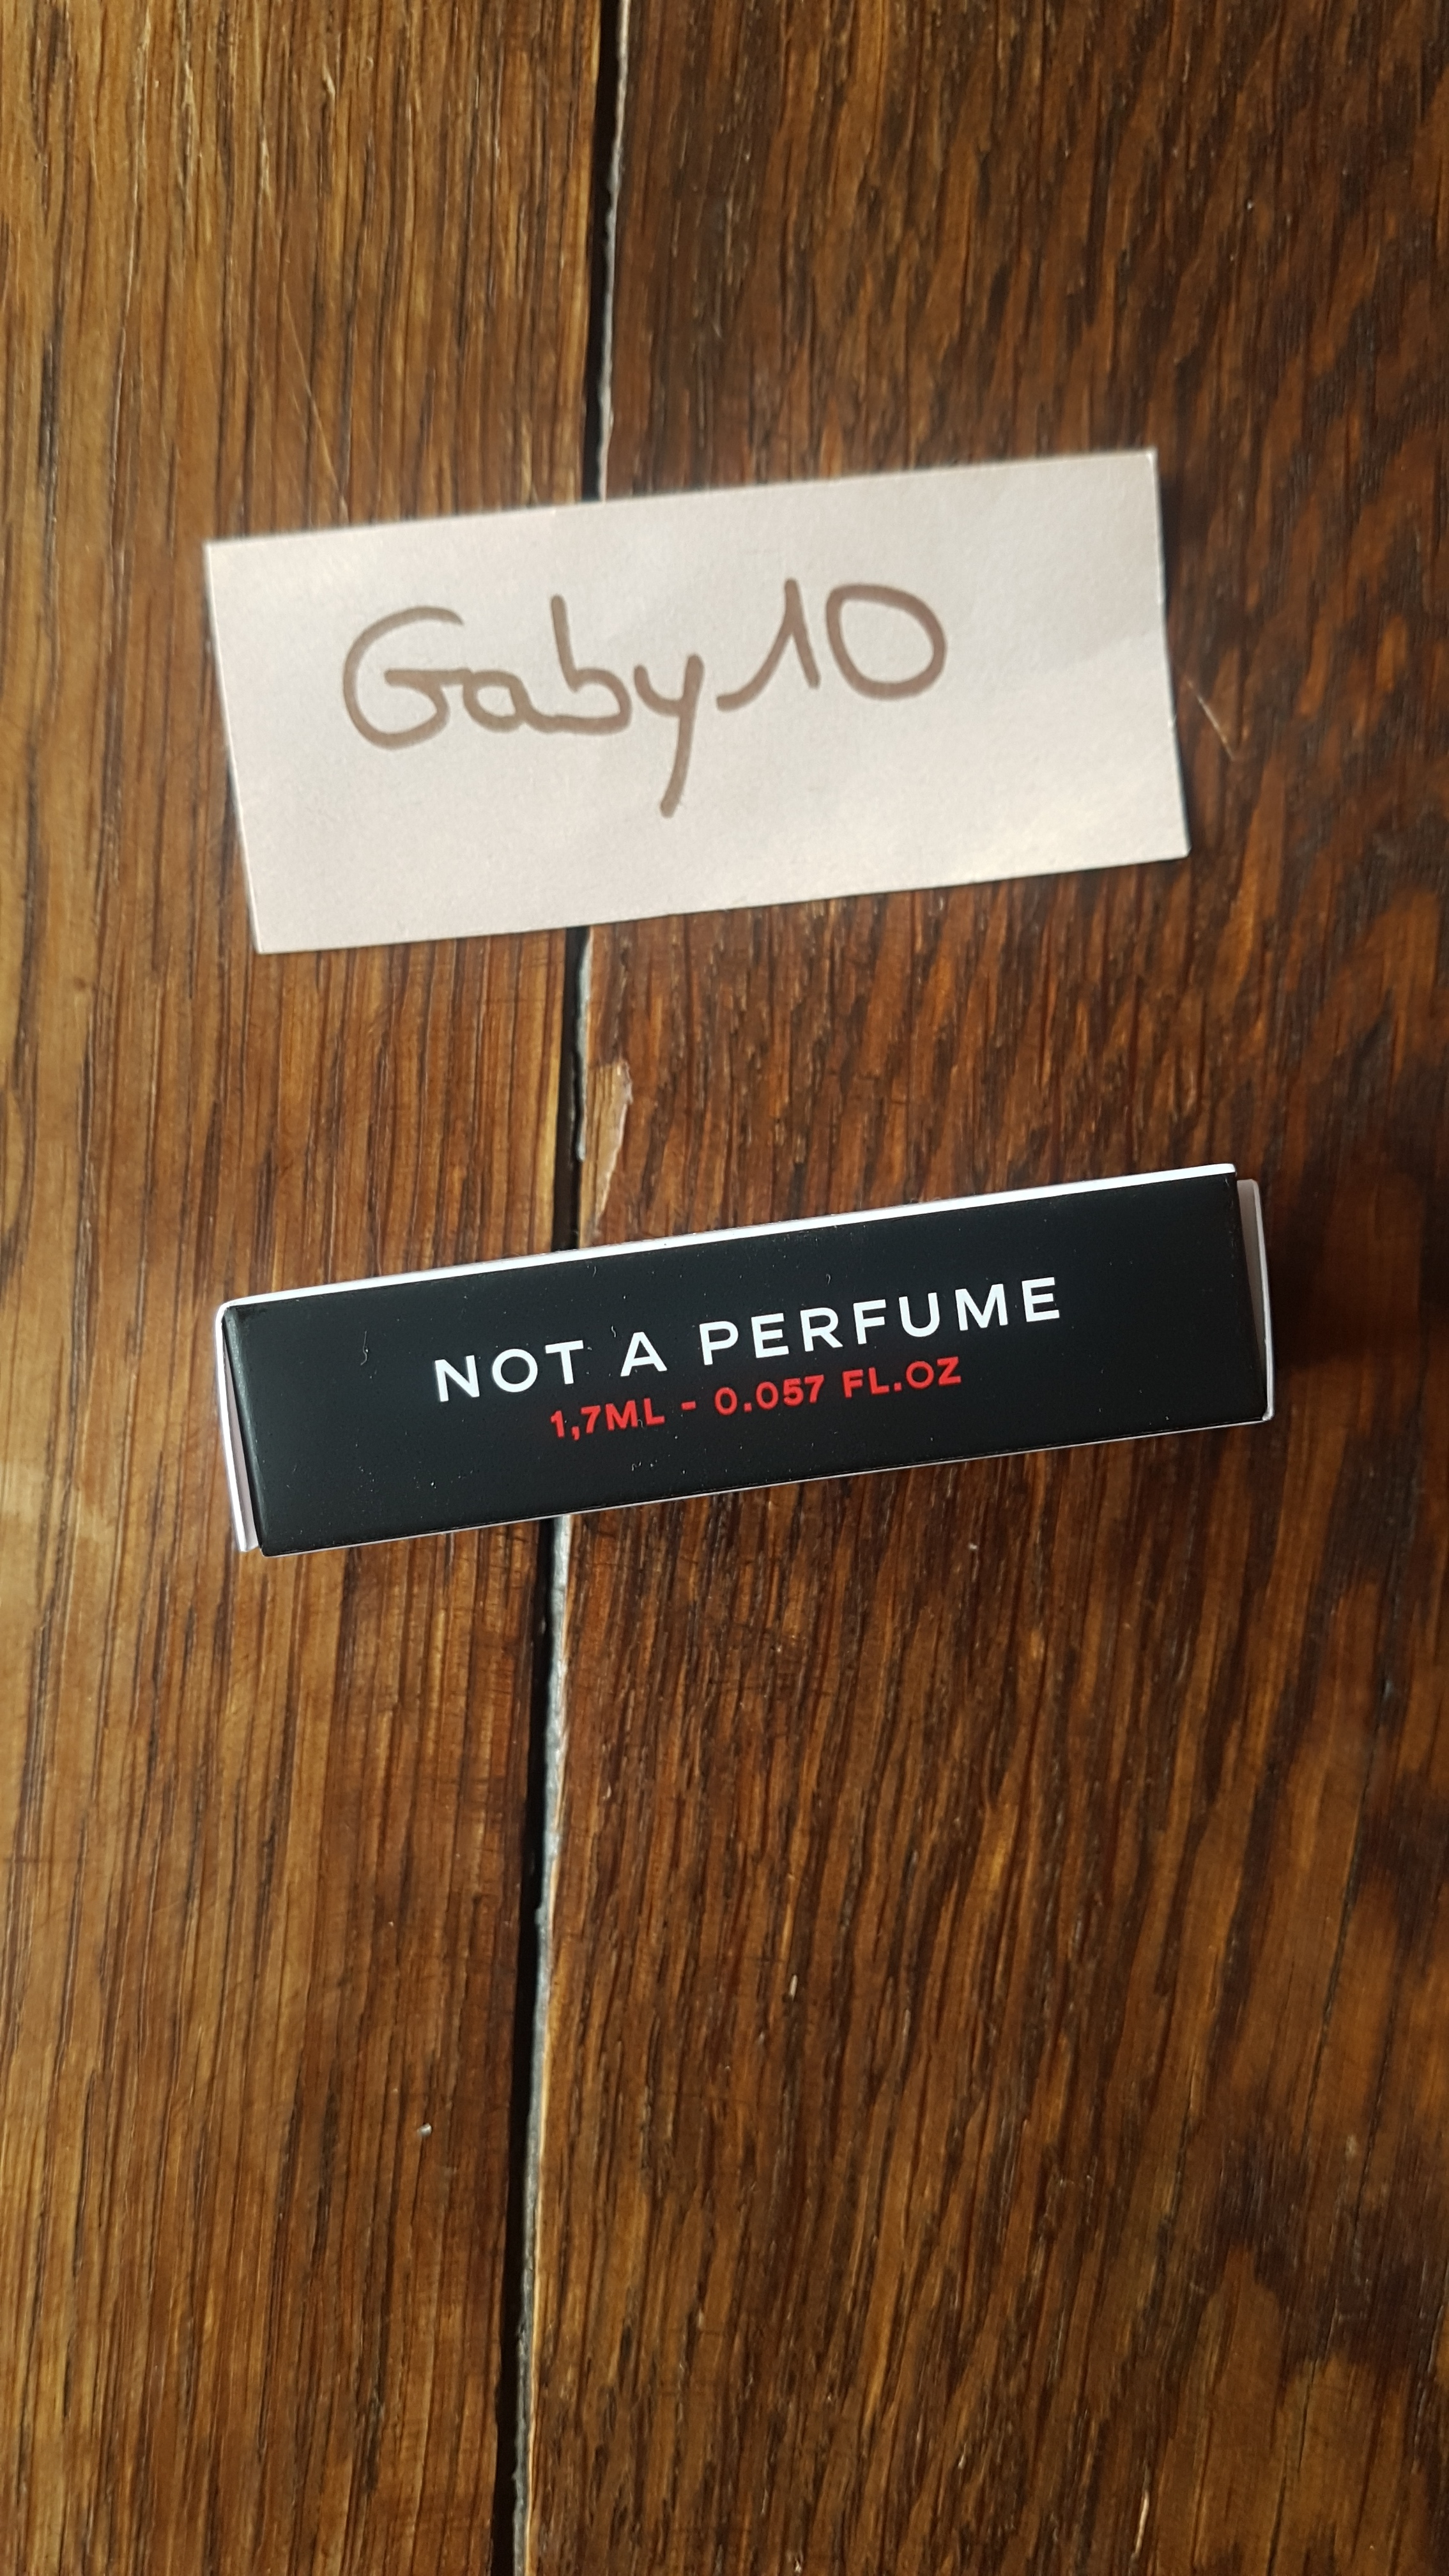 Gaby10
NOT A PERFUME
1,7ML - 0.057 FL.OZ